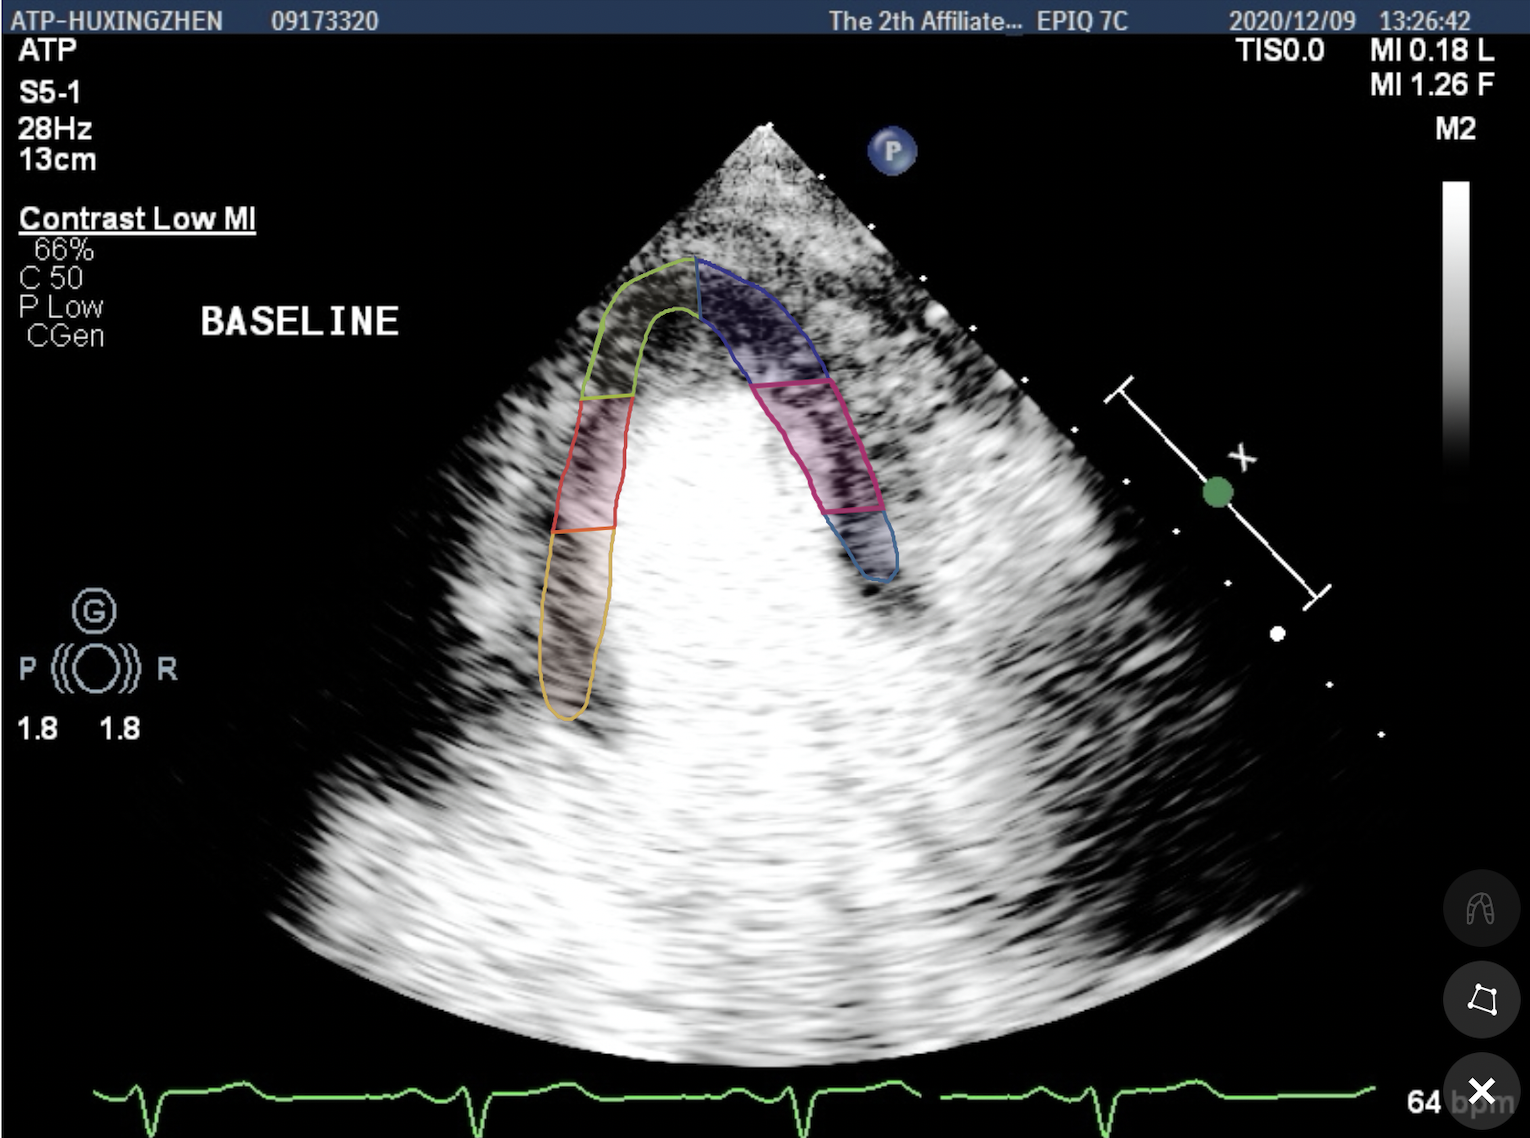 ATP-HUXINGZHEN 09173320 The 2th Affiliate... EPIQ 7C 2020/12/09 13:26:42
ATP TIS0.0 MI 0.18 L
S5-1 MI 1.26 F
28Hz M2
13cm
P
Contrast Low MI
66%
C 50
P Low
CGen
BASELINE
X
G
P R
1.8 1.8
64 bpm